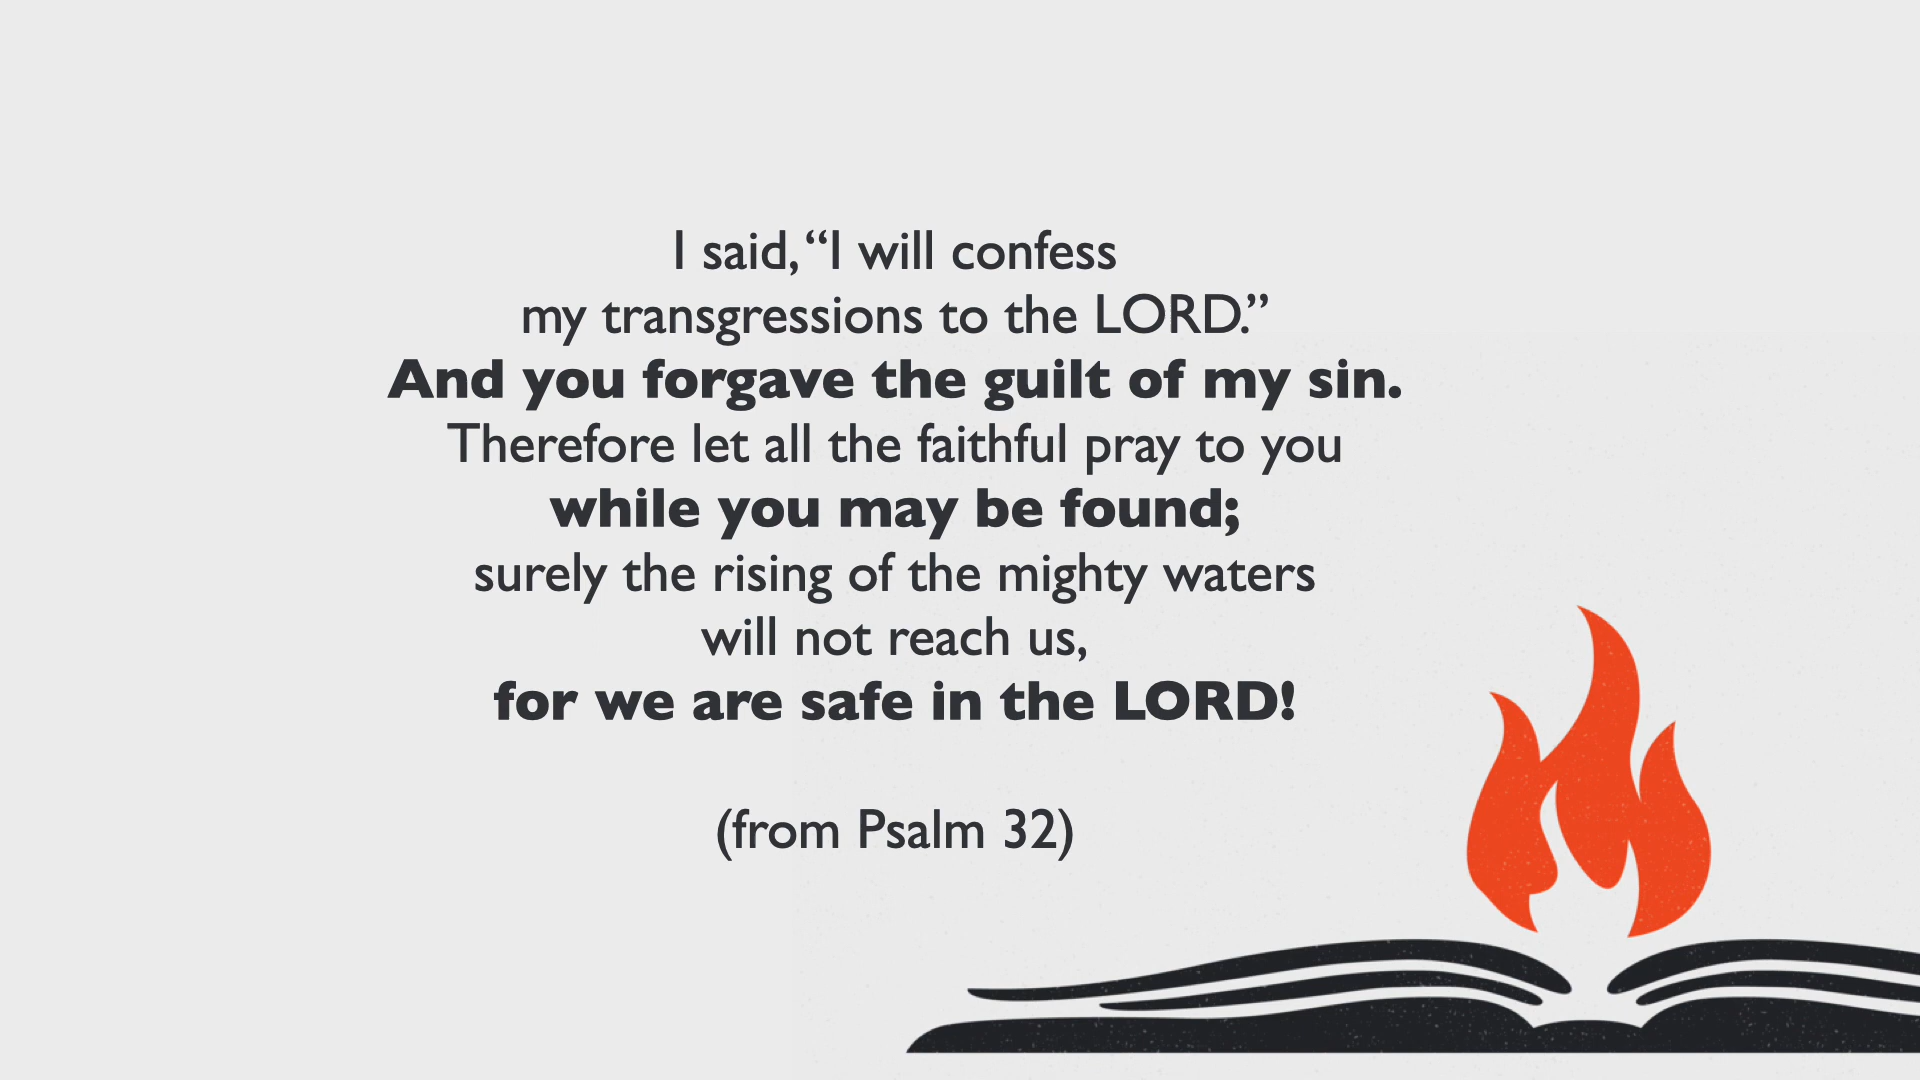 I said, “I will confess
my transgressions to the LORD.”
And you forgave the guilt of my sin.
Therefore let all the faithful pray to you
while you may be found;
surely the rising of the mighty waters
will not reach us,
for we are safe in the LORD!
(from Psalm 32)